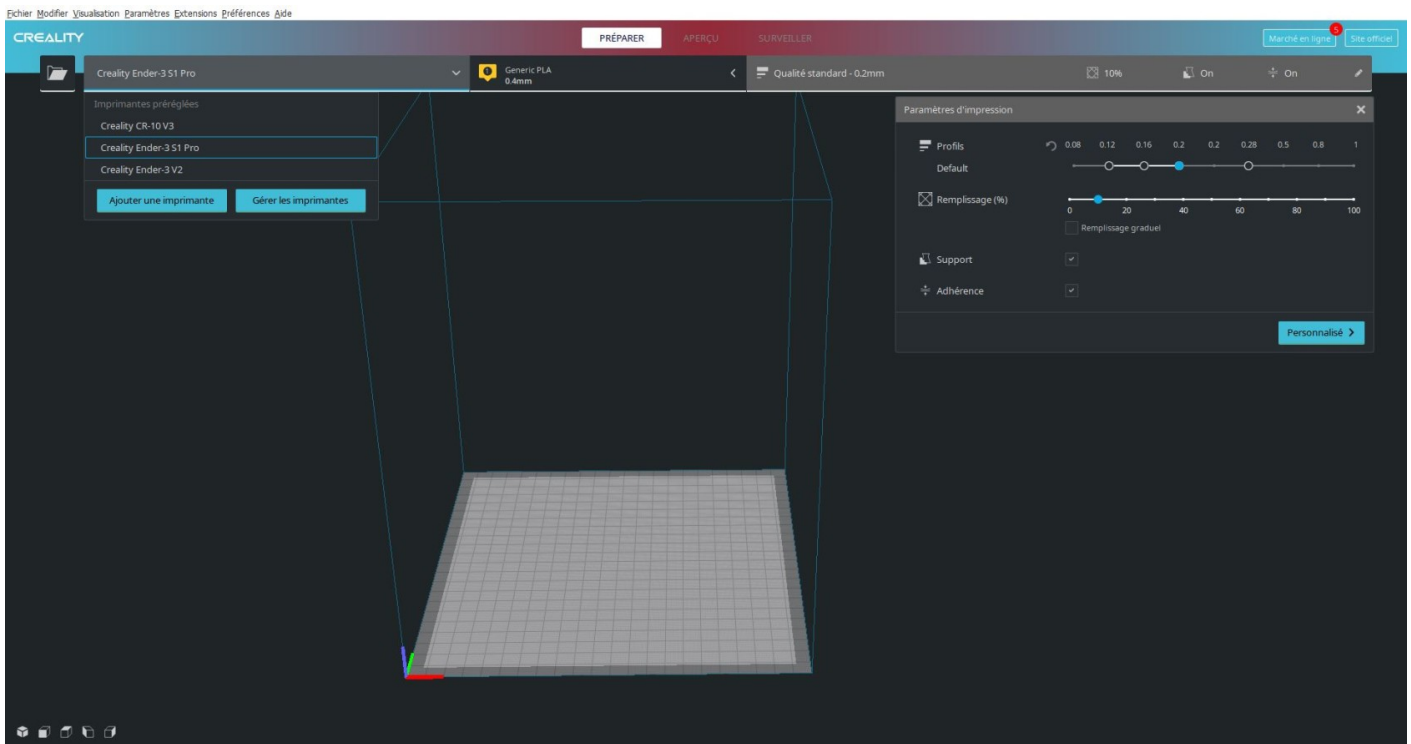 Fichier Modifier Visualisation Paramètres Extensions Préférences Aide
CREALITY
PRÉPARER APERÇU SURVEILLER
Marché en ligne 5 Site officiel
Creality Ender-3 S1 Pro
Generic PLA
0.4mm
Qualité standard - 0.2mm 10% On On
Imprimantes préréglées
Creality CR-10 V3
Creality Ender-3 S1 Pro
Creality Ender-3 V2
Ajouter une imprimante Gérer les imprimantes
Paramètres d'impression
Profils 0.08 0.12 0.16 0.2 0.2 0.28 0.5 0.8 1
Default
Remplissage (%)
0 20 40 60 80 100
Remplissage graduel
Support
Adhérence
Personnalisé